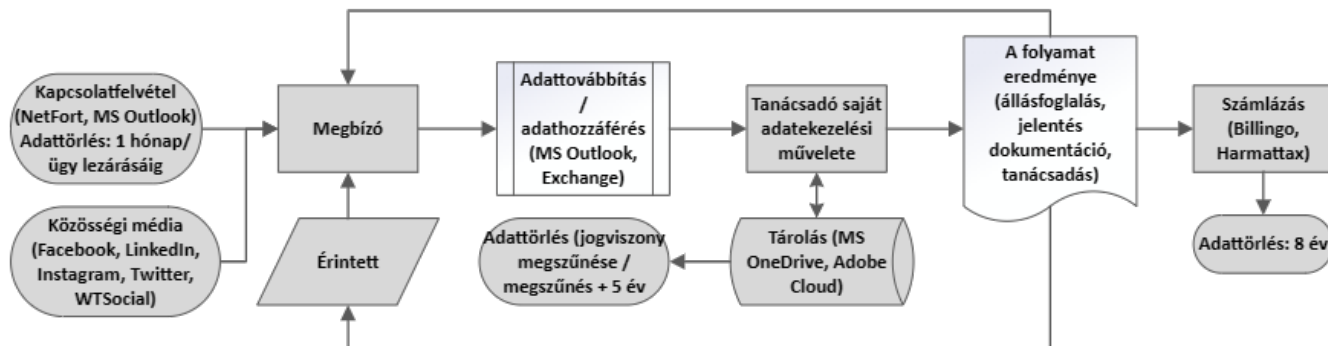 Kapcsolatfelvétel
(NetFort, MS Outlook)
Adattörlés: 1 hónap/
ügy lezárásáig
Közösségi média
(Facebook, LinkedIn,
Instagram, Twitter,
WTSocial)
Megbízó
Érintett
Adattovábbítás
/
adathozzáférés
(MS Outlook,
Exchange)
Adattörlés (jogviszony
megszűnése /
megszűnés + 5 év
Tanácsadó saját
adatekezelési
művelete
Tárolás (MS
OneDrive, Adobe
Cloud)
A folyamat
eredménye
(állásfoglalás,
jelentés
dokumentáció,
tanácsadás)
Számlázás
(Billingo,
Harmattax)
Adattörlés: 8 év